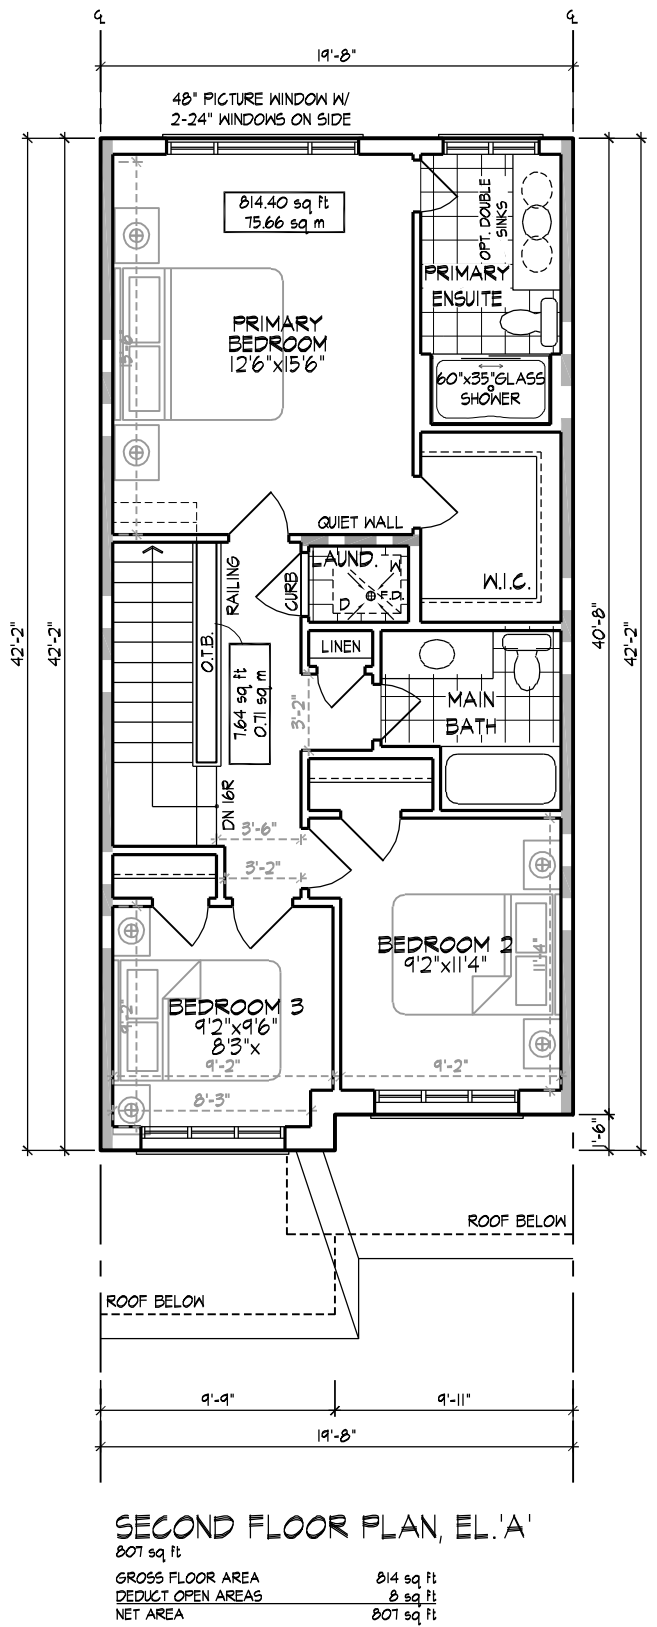 ℄ ℄
19'-8"
48" PICTURE WINDOW W/
2-24" WINDOWS ON SIDE
814.40 sq ft
75.66 sq m
OPT. DOUBLE
SINKS
PRIMARY
ENSUITE
PRIMARY
BEDROOM
12'6"x15'6"
15'-6"
60"x35"GLASS
SHOWER
QUIET WALL
W.I.C.
LAUND.
W
D
F.D.
CURB
RAILING
O.T.B.
LINEN
7.64 sq ft
0.71 sq m
3'-2"
MAIN
BATH
DN 16R
3'-6"
3'-2"
42'-2"
42'-2"
40'-8"
42'-2"
BEDROOM 2
9'2"x11'4"
11'-4"
BEDROOM 3
9'2"x9'6"
8'3"x
9'-2"
9'-2"
9'-2"
8'-3"
1'-6"
ROOF BELOW
ROOF BELOW
9'-9" 9'-11"
19'-8"
SECOND FLOOR PLAN, EL.'A'
807 sq ft
GROSS FLOOR AREA 814 sq ft
DEDUCT OPEN AREAS 8 sq ft
NET AREA 807 sq ft